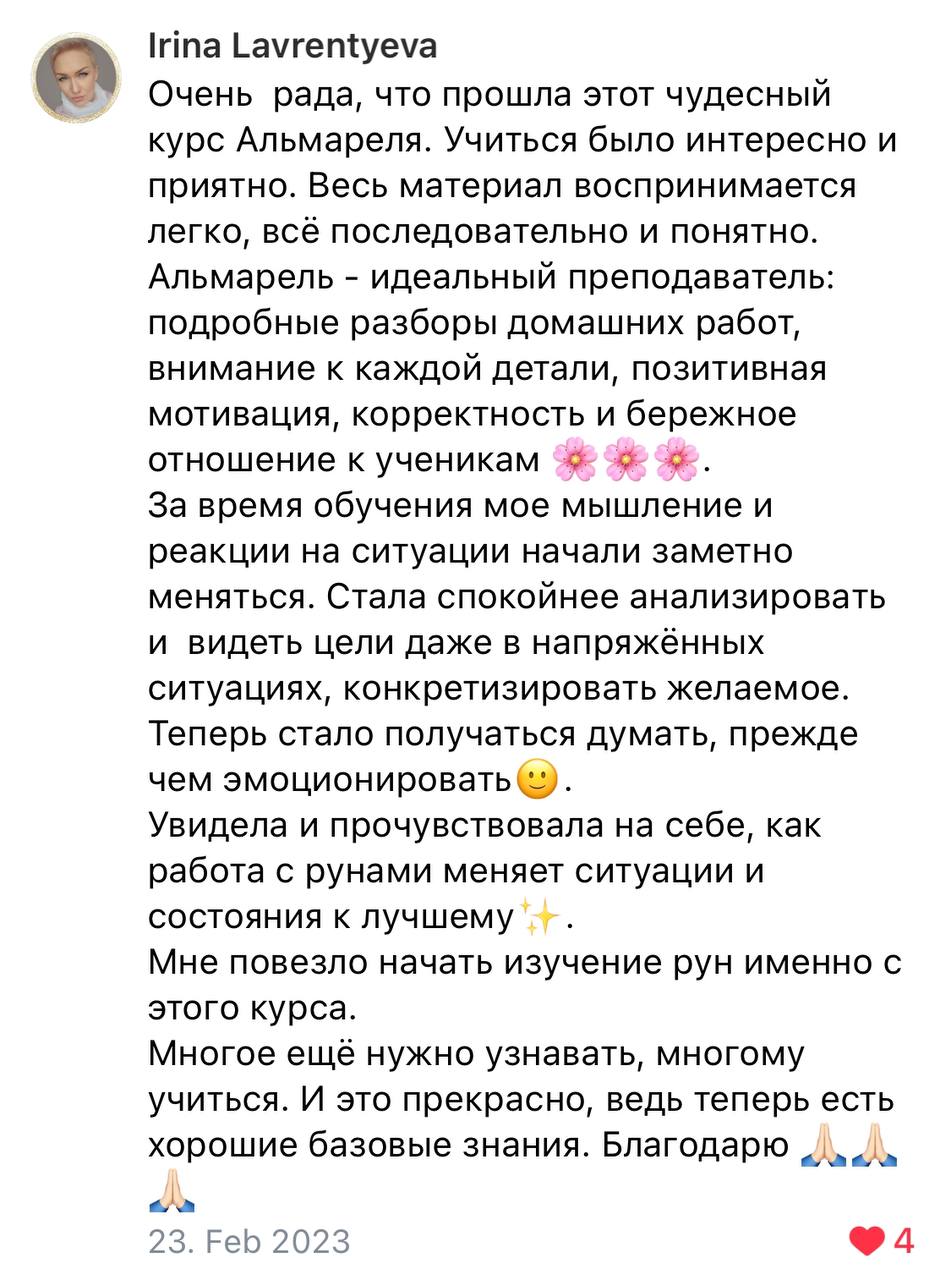 Irina Lavrentyeva
Очень  рада, что прошла этот чудесный
курс Альмареля. Учиться было интересно и
приятно. Весь материал воспринимается
легко, всё последовательно и понятно.
Альмарель - идеальный преподаватель:
подробные разборы домашних работ,
внимание к каждой детали, позитивная
мотивация, корректность и бережное
отношение к ученикам 🌸🌸🌸.
За время обучения мое мышление и
реакции на ситуации начали заметно
меняться. Стала спокойнее анализировать
и  видеть цели даже в напряжённых
ситуациях, конкретизировать желаемое.
Теперь стало получаться думать, прежде
чем эмоционировать🙂.
Увидела и прочувствовала на себе, как
работа с рунами меняет ситуации и
состояния к лучшему✨.
Мне повезло начать изучение рун именно с
этого курса.
Многое ещё нужно узнавать, многому
учиться. И это прекрасно, ведь теперь есть
хорошие базовые знания. Благодарю 🙏🏻🙏🏻
🙏🏻
23. Feb 2023 ❤️ 4